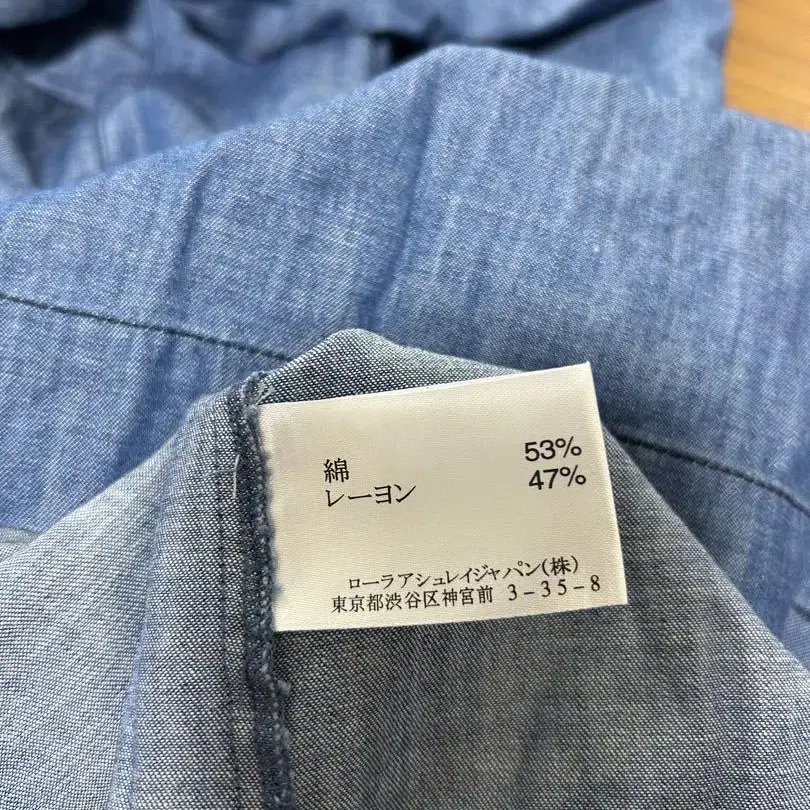 綿 53%
レーヨン 47%
ローラアシュレイジャパン(株)
東京都渋谷区神宮前 3-35-8